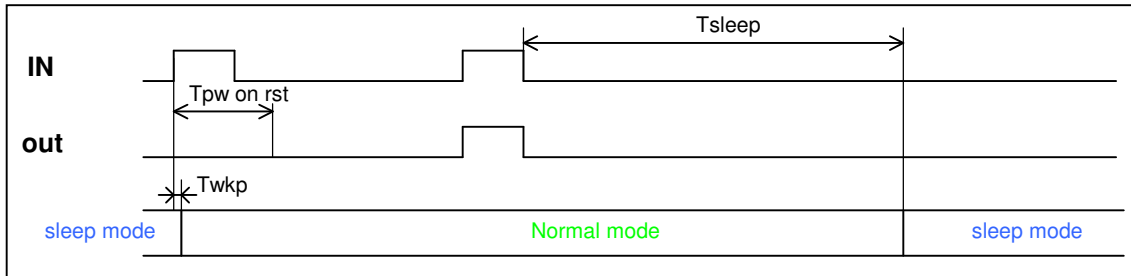 Tsleep
IN
Tpw on rst
out
Twkp
sleep mode Normal mode sleep mode